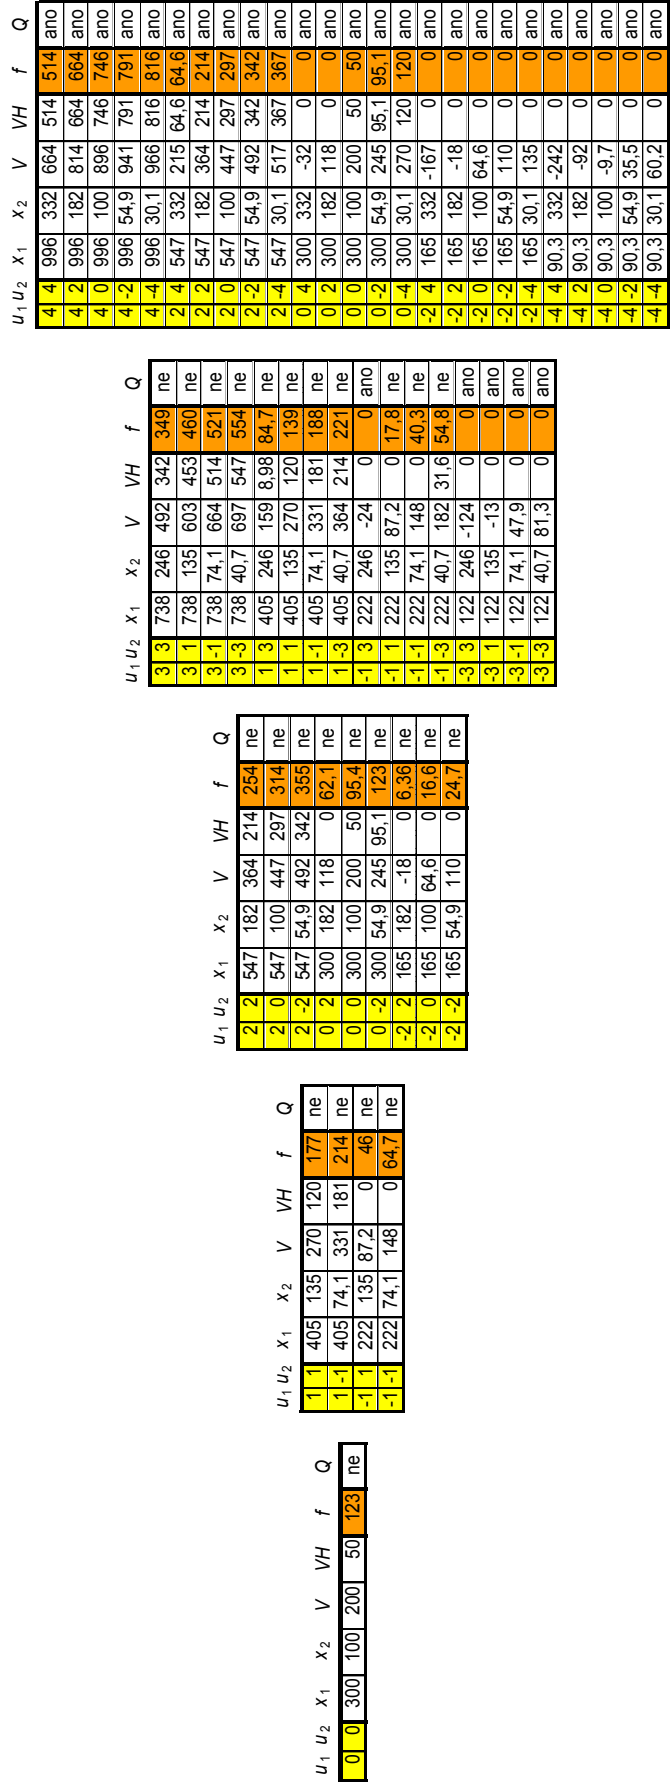 u1 u2 x1 x2 V VH f Q
0 0 300 100 200 50 123 ne
u1 u2 x1 x2 V VH f Q
1 1 405 135 270 120 177 ne
1 -1 405 74,1 331 181 214 ne
-1 1 222 135 87,2 0 46 ne
-1 -1 222 74,1 148 0 64,7 ne
u1 u2 x1 x2 V VH f Q
2 2 547 182 364 214 254 ne
2 0 547 100 447 297 314 ne
2 -2 547 54,9 492 342 355 ne
0 2 300 182 118 0 62,1 ne
0 0 300 100 200 50 95,4 ne
0 -2 300 54,9 245 95,1 123 ne
-2 2 165 182 -18 0 6,36 ne
-2 0 165 100 64,6 0 16,6 ne
-2 -2 165 54,9 110 0 24,7 ne
u1 u2 x1 x2 V VH f Q
3 3 738 246 492 342 349 ne
3 1 738 135 603 453 460 ne
3 -1 738 74,1 664 514 521 ne
3 -3 738 40,7 697 547 554 ne
1 3 405 246 159 8,98 84,7 ne
1 1 405 135 270 120 139 ne
1 -1 405 74,1 331 181 188 ne
1 -3 405 40,7 364 214 221 ne
-1 3 222 246 -24 0 0 ano
-1 1 222 135 87,2 0 17,8 ne
-1 -1 222 74,1 148 0 40,3 ne
-1 -3 222 40,7 182 31,6 54,8 ne
-3 3 122 246 -124 0 0 ano
-3 1 122 135 -13 0 0 ano
-3 -1 122 74,1 47,9 0 0 ano
-3 -3 122 40,7 81,3 0 0 ano
u1 u2 x1 x2 V VH f Q
4 4 996 332 664 514 514 ano
4 2 996 182 814 664 664 ano
4 0 996 100 896 746 746 ano
4 -2 996 54,9 941 791 791 ano
4 -4 996 30,1 966 816 816 ano
2 4 547 332 215 64,6 64,6 ano
2 2 547 182 364 214 214 ano
2 0 547 100 447 297 297 ano
2 -2 547 54,9 492 342 342 ano
2 -4 547 30,1 517 367 367 ano
0 4 300 332 -32 0 0 ano
0 2 300 182 118 0 0 ano
0 0 300 100 200 50 50 ano
0 -2 300 54,9 245 95,1 95,1 ano
0 -4 300 30,1 270 120 120 ano
-2 4 165 332 -167 0 0 ano
-2 2 165 182 -18 0 0 ano
-2 0 165 100 64,6 0 0 ano
-2 -2 165 54,9 110 0 0 ano
-2 -4 165 30,1 135 0 0 ano
-4 4 90,3 332 -242 0 0 ano
-4 2 90,3 182 -92 0 0 ano
-4 0 90,3 100 -9,7 0 0 ano
-4 -2 90,3 54,9 35,5 0 0 ano
-4 -4 90,3 30,1 60,2 0 0 ano